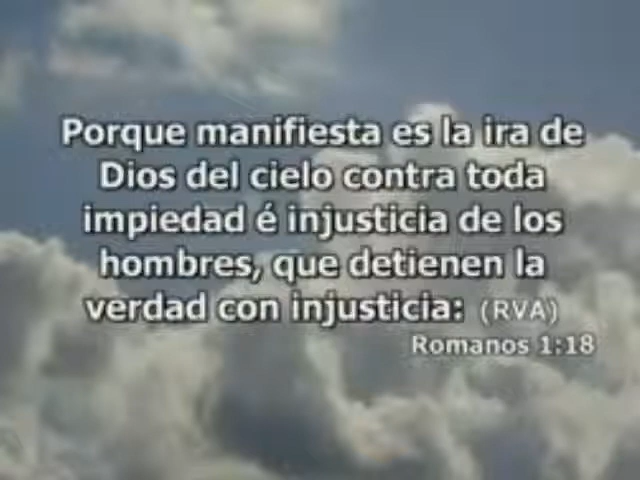 Porque manifiesta es la ira de
Dios del cielo contra toda
impiedad é injusticia de los
hombres, que detienen la
verdad con injusticia: (RVA)
Romanos 1:18